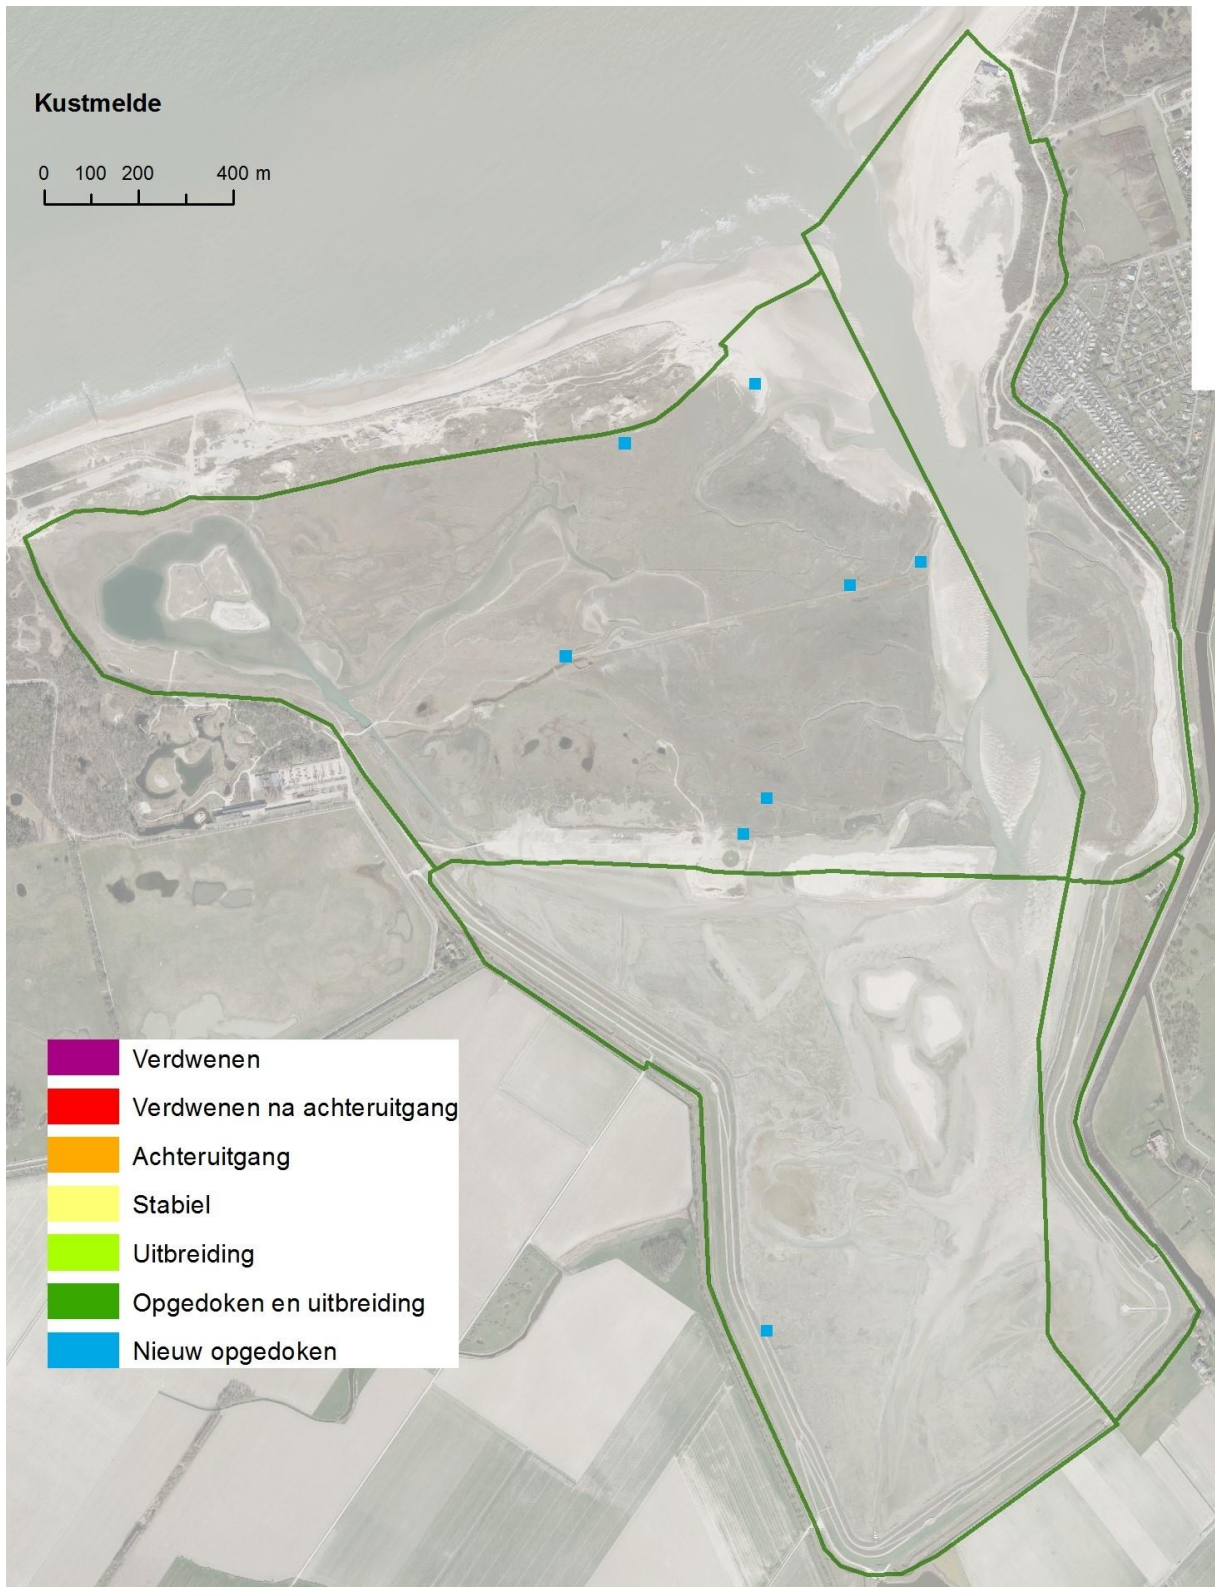 Kustmelde
0 100 200 400 m
Verdwenen
Verdwenen na achteruitgang
Achteruitgang
Stabiel
Uitbreiding
Opgedoken en uitbreiding
Nieuw opgedoken